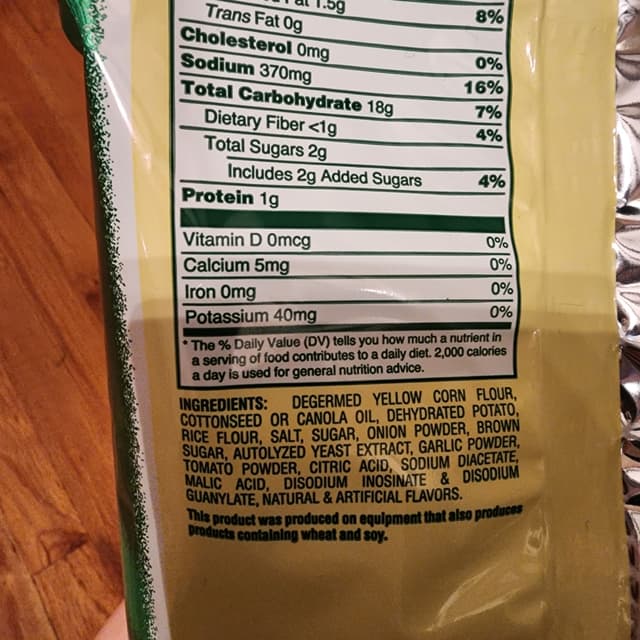 Fat 1.5g 8%
Trans Fat 0g
Cholesterol 0mg 0%
Sodium 370mg 16%
Total Carbohydrate 18g 7%
Dietary Fiber <1g 4%
Total Sugars 2g
Includes 2g Added Sugars 4%
Protein 1g
Vitamin D 0mcg 0%
Calcium 5mg 0%
Iron 0mg 0%
Potassium 40mg 0%
* The % Daily Value (DV) tells you how much a nutrient in
a serving of food contributes to a daily diet. 2,000 calories
a day is used for general nutrition advice.
INGREDIENTS: DEGERMED YELLOW CORN FLOUR,
COTTONSEED OR CANOLA OIL, DEHYDRATED POTATO,
RICE FLOUR, SALT, SUGAR, ONION POWDER, BROWN
SUGAR, AUTOLYZED YEAST EXTRACT, GARLIC POWDER,
TOMATO POWDER, CITRIC ACID, SODIUM DIACETATE,
MALIC ACID, DISODIUM INOSINATE & DISODIUM
GUANYLATE, NATURAL & ARTIFICIAL FLAVORS.
This product was produced on equipment that also produces
products containing wheat and soy.